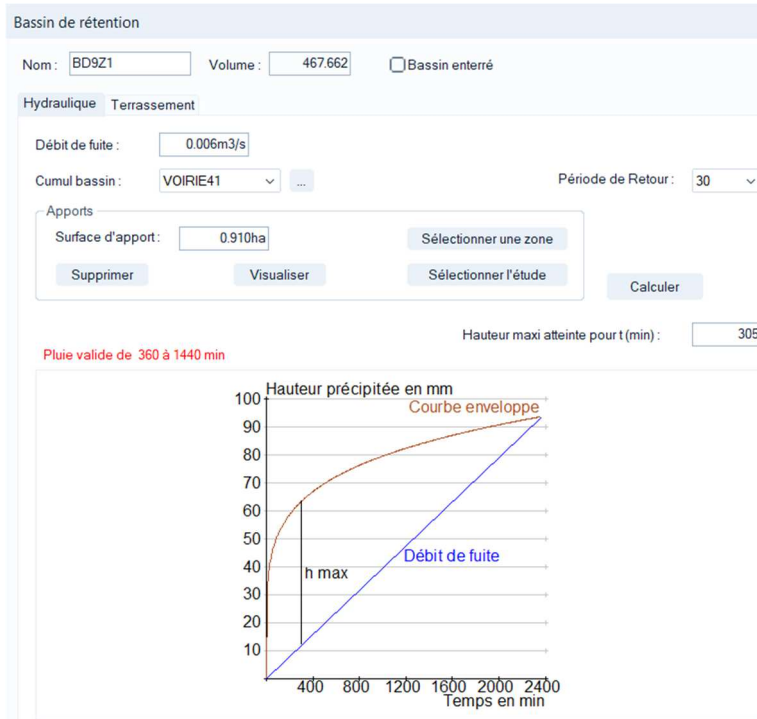 Bassin de rétention
Nom : BD9Z1 Volume : 467.662 Bassin enterré
Hydraulique Terrassement
Débit de fuite : 0.006m3/s
Cumul bassin : VOIRIE41 ... Période de Retour : 30
Apports
Surface d'apport : 0.910ha Sélectionner une zone
Supprimer Visualiser Sélectionner l'étude
Calculer
Hauteur maxi atteinte pour t (min) : 305
Pluie valide de 360 à 1440 min
Hauteur précipitée en mm
100
Courbe enveloppe
90
80
70
60
50
Débit de fuite
40
h max
30
20
10
400 800 1200 1600 2000 2400
Temps en min